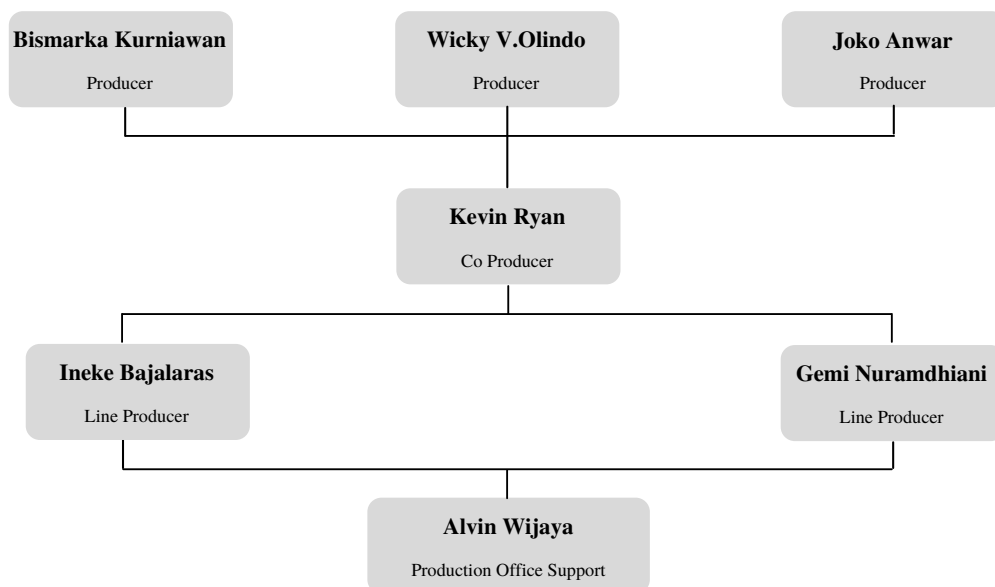 Bismarka Kurniawan
Producer
Wicky V.Olindo
Producer
Joko Anwar
Producer
Kevin Ryan
Co Producer
Ineke Bajalaras
Line Producer
Gemi Nuramdhiani
Line Producer
Alvin Wijaya
Production Office Support